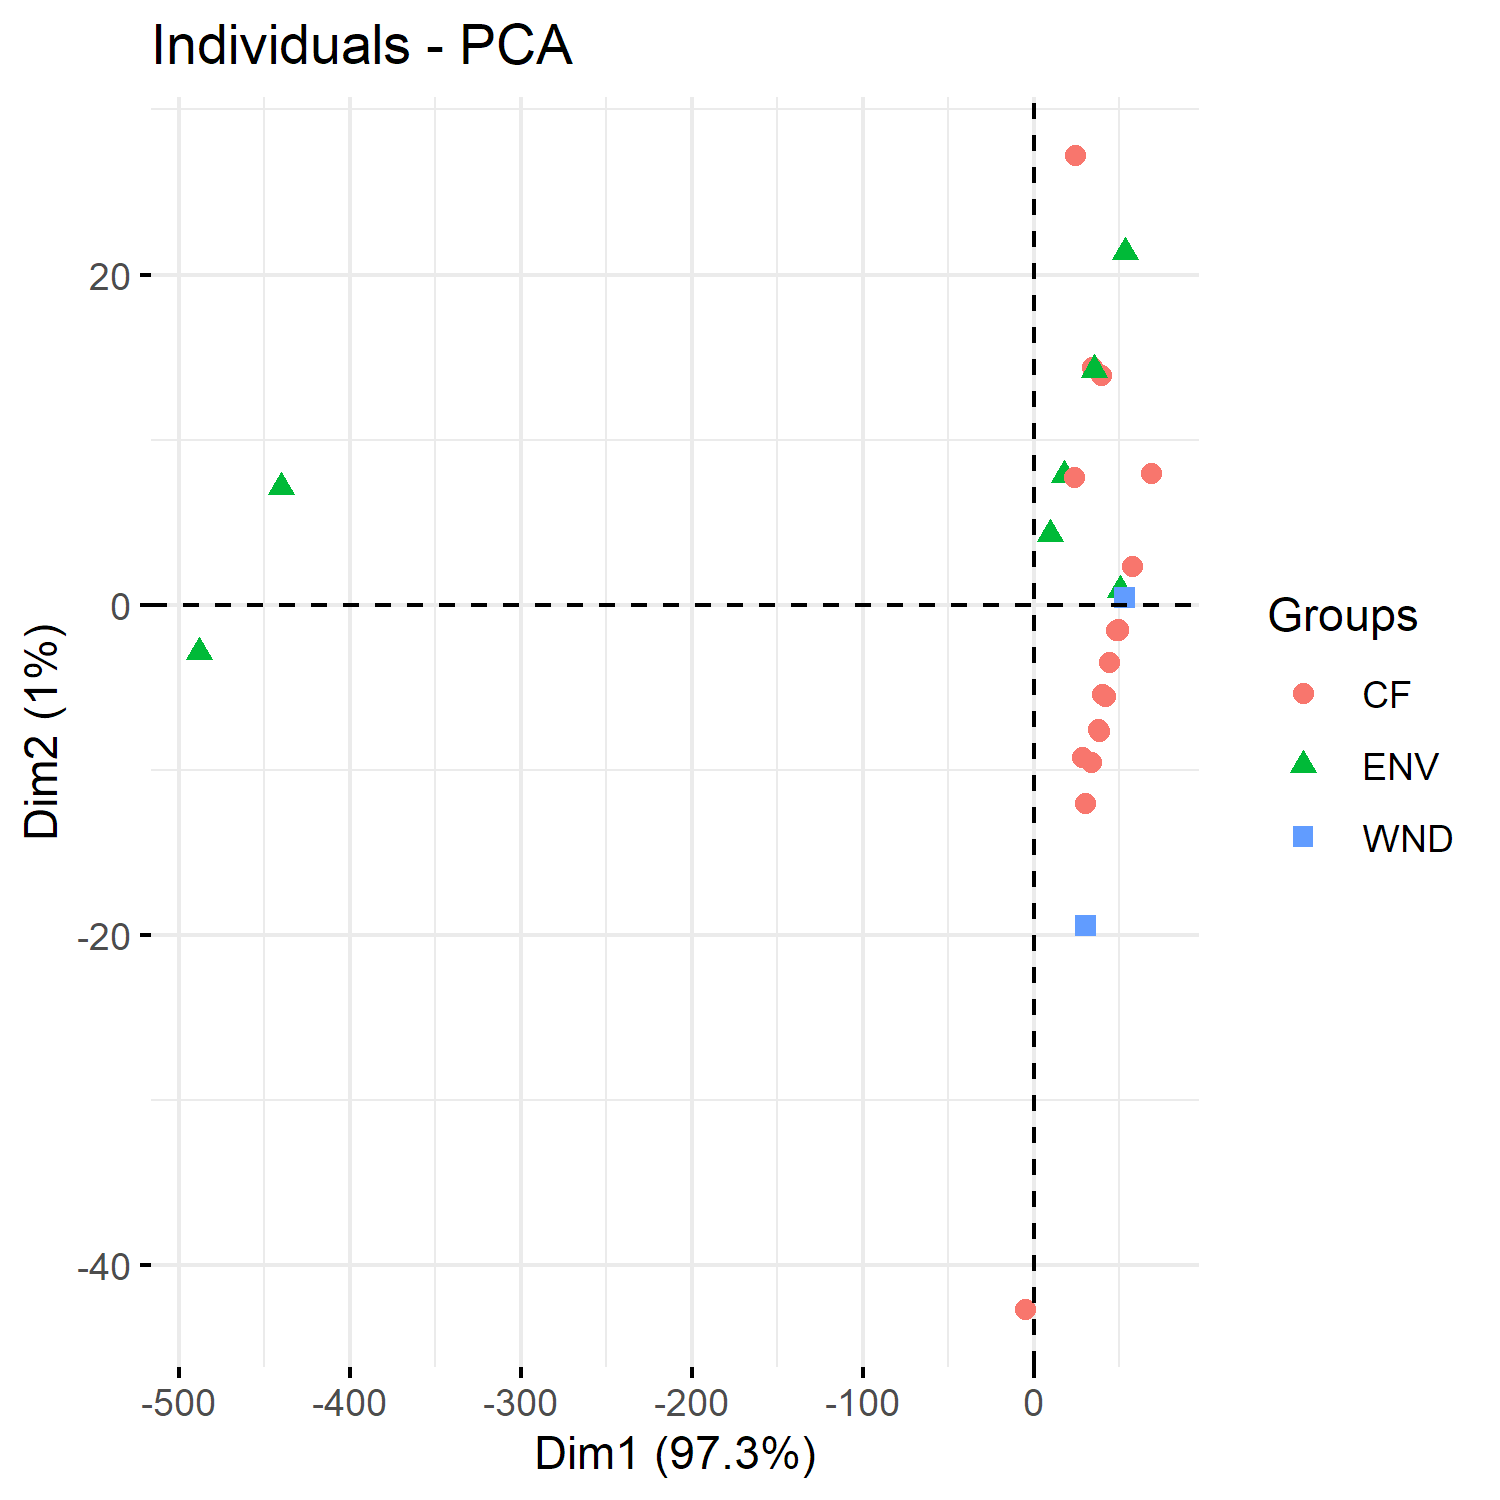 Individuals - PCA
20
0
-20
-40
Dim2 (1%)
-500 -400 -300 -200 -100 0
Dim1 (97.3%)
Groups
CF
ENV
WND